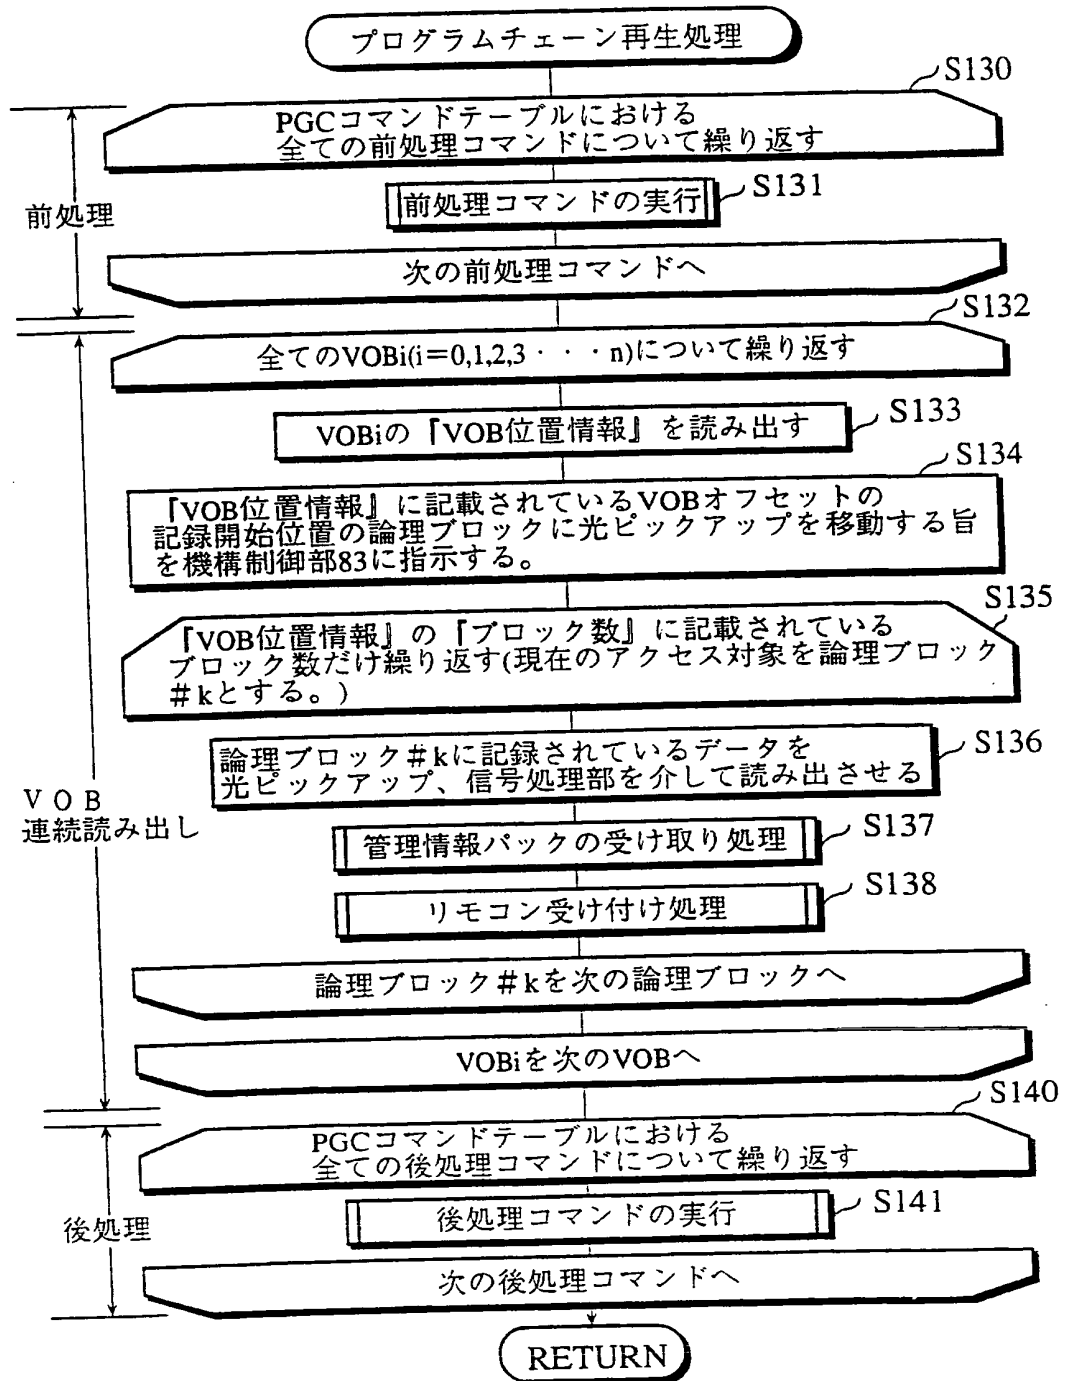 プログラムチェーン再生処理
S130
PGCコマンドテーブルにおける
全ての前処理コマンドについて繰り返す
S131
前処理コマンドの実行
前処理
次の前処理コマンドへ
S132
全てのVOBi(i=0,1,2,3・・・n)について繰り返す
S133
VOBiの『VOB位置情報』を読み出す
S134
『VOB位置情報』に記載されているVOBオフセットの
記録開始位置の論理ブロックに光ピックアップを移動する旨
を機構制御部83に指示する。
S135
『VOB位置情報』の『ブロック数』に記載されている
ブロック数だけ繰り返す(現在のアクセス対象を論理ブロック
#kとする。)
S136
論理ブロック#kに記録されているデータを
光ピックアップ、信号処理部を介して読み出させる
VOB
連続読み出し
S137
管理情報パックの受け取り処理
S138
リモコン受け付け処理
論理ブロック#kを次の論理ブロックへ
VOBiを次のVOBへ
S140
PGCコマンドテーブルにおける
全ての後処理コマンドについて繰り返す
S141
後処理コマンドの実行
後処理
次の後処理コマンドへ
RETURN